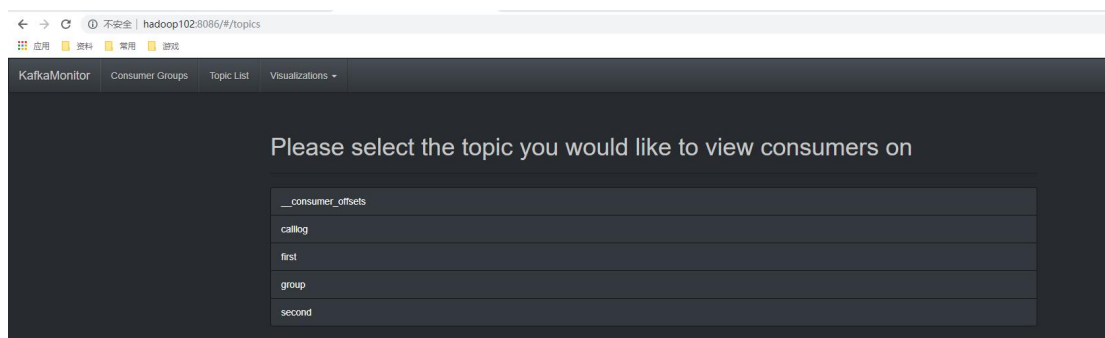 不安全 | hadoop102:8086/#/topics
应用 资料 常用 游戏
KafkaMonitor Consumer Groups Topic List Visualizations
Please select the topic you would like to view consumers on
__consumer_offsets
calllog
first
group
second